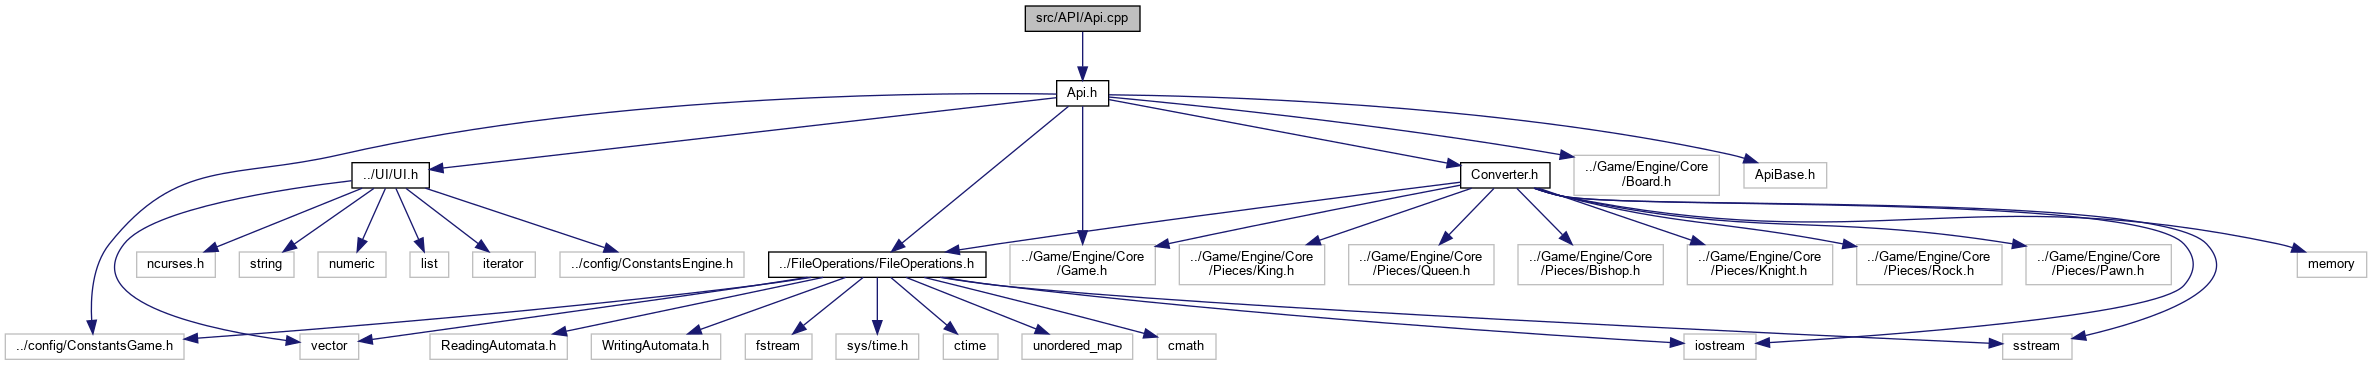 src/API/Api.cpp
Api.h
../UI/UI.h
Converter.h
../Game/Engine/Core
/Board.h
ApiBase.h
ncurses.h
string
numeric
list
iterator
../config/ConstantsEngine.h
../FileOperations/FileOperations.h
../Game/Engine/Core
/Game.h
../Game/Engine/Core
/Pieces/King.h
../Game/Engine/Core
/Pieces/Queen.h
../Game/Engine/Core
/Pieces/Bishop.h
../Game/Engine/Core
/Pieces/Knight.h
../Game/Engine/Core
/Pieces/Rock.h
../Game/Engine/Core
/Pieces/Pawn.h
memory
../config/ConstantsGame.h
vector
ReadingAutomata.h
WritingAutomata.h
fstream
sys/time.h
ctime
unordered_map
cmath
iostream
sstream